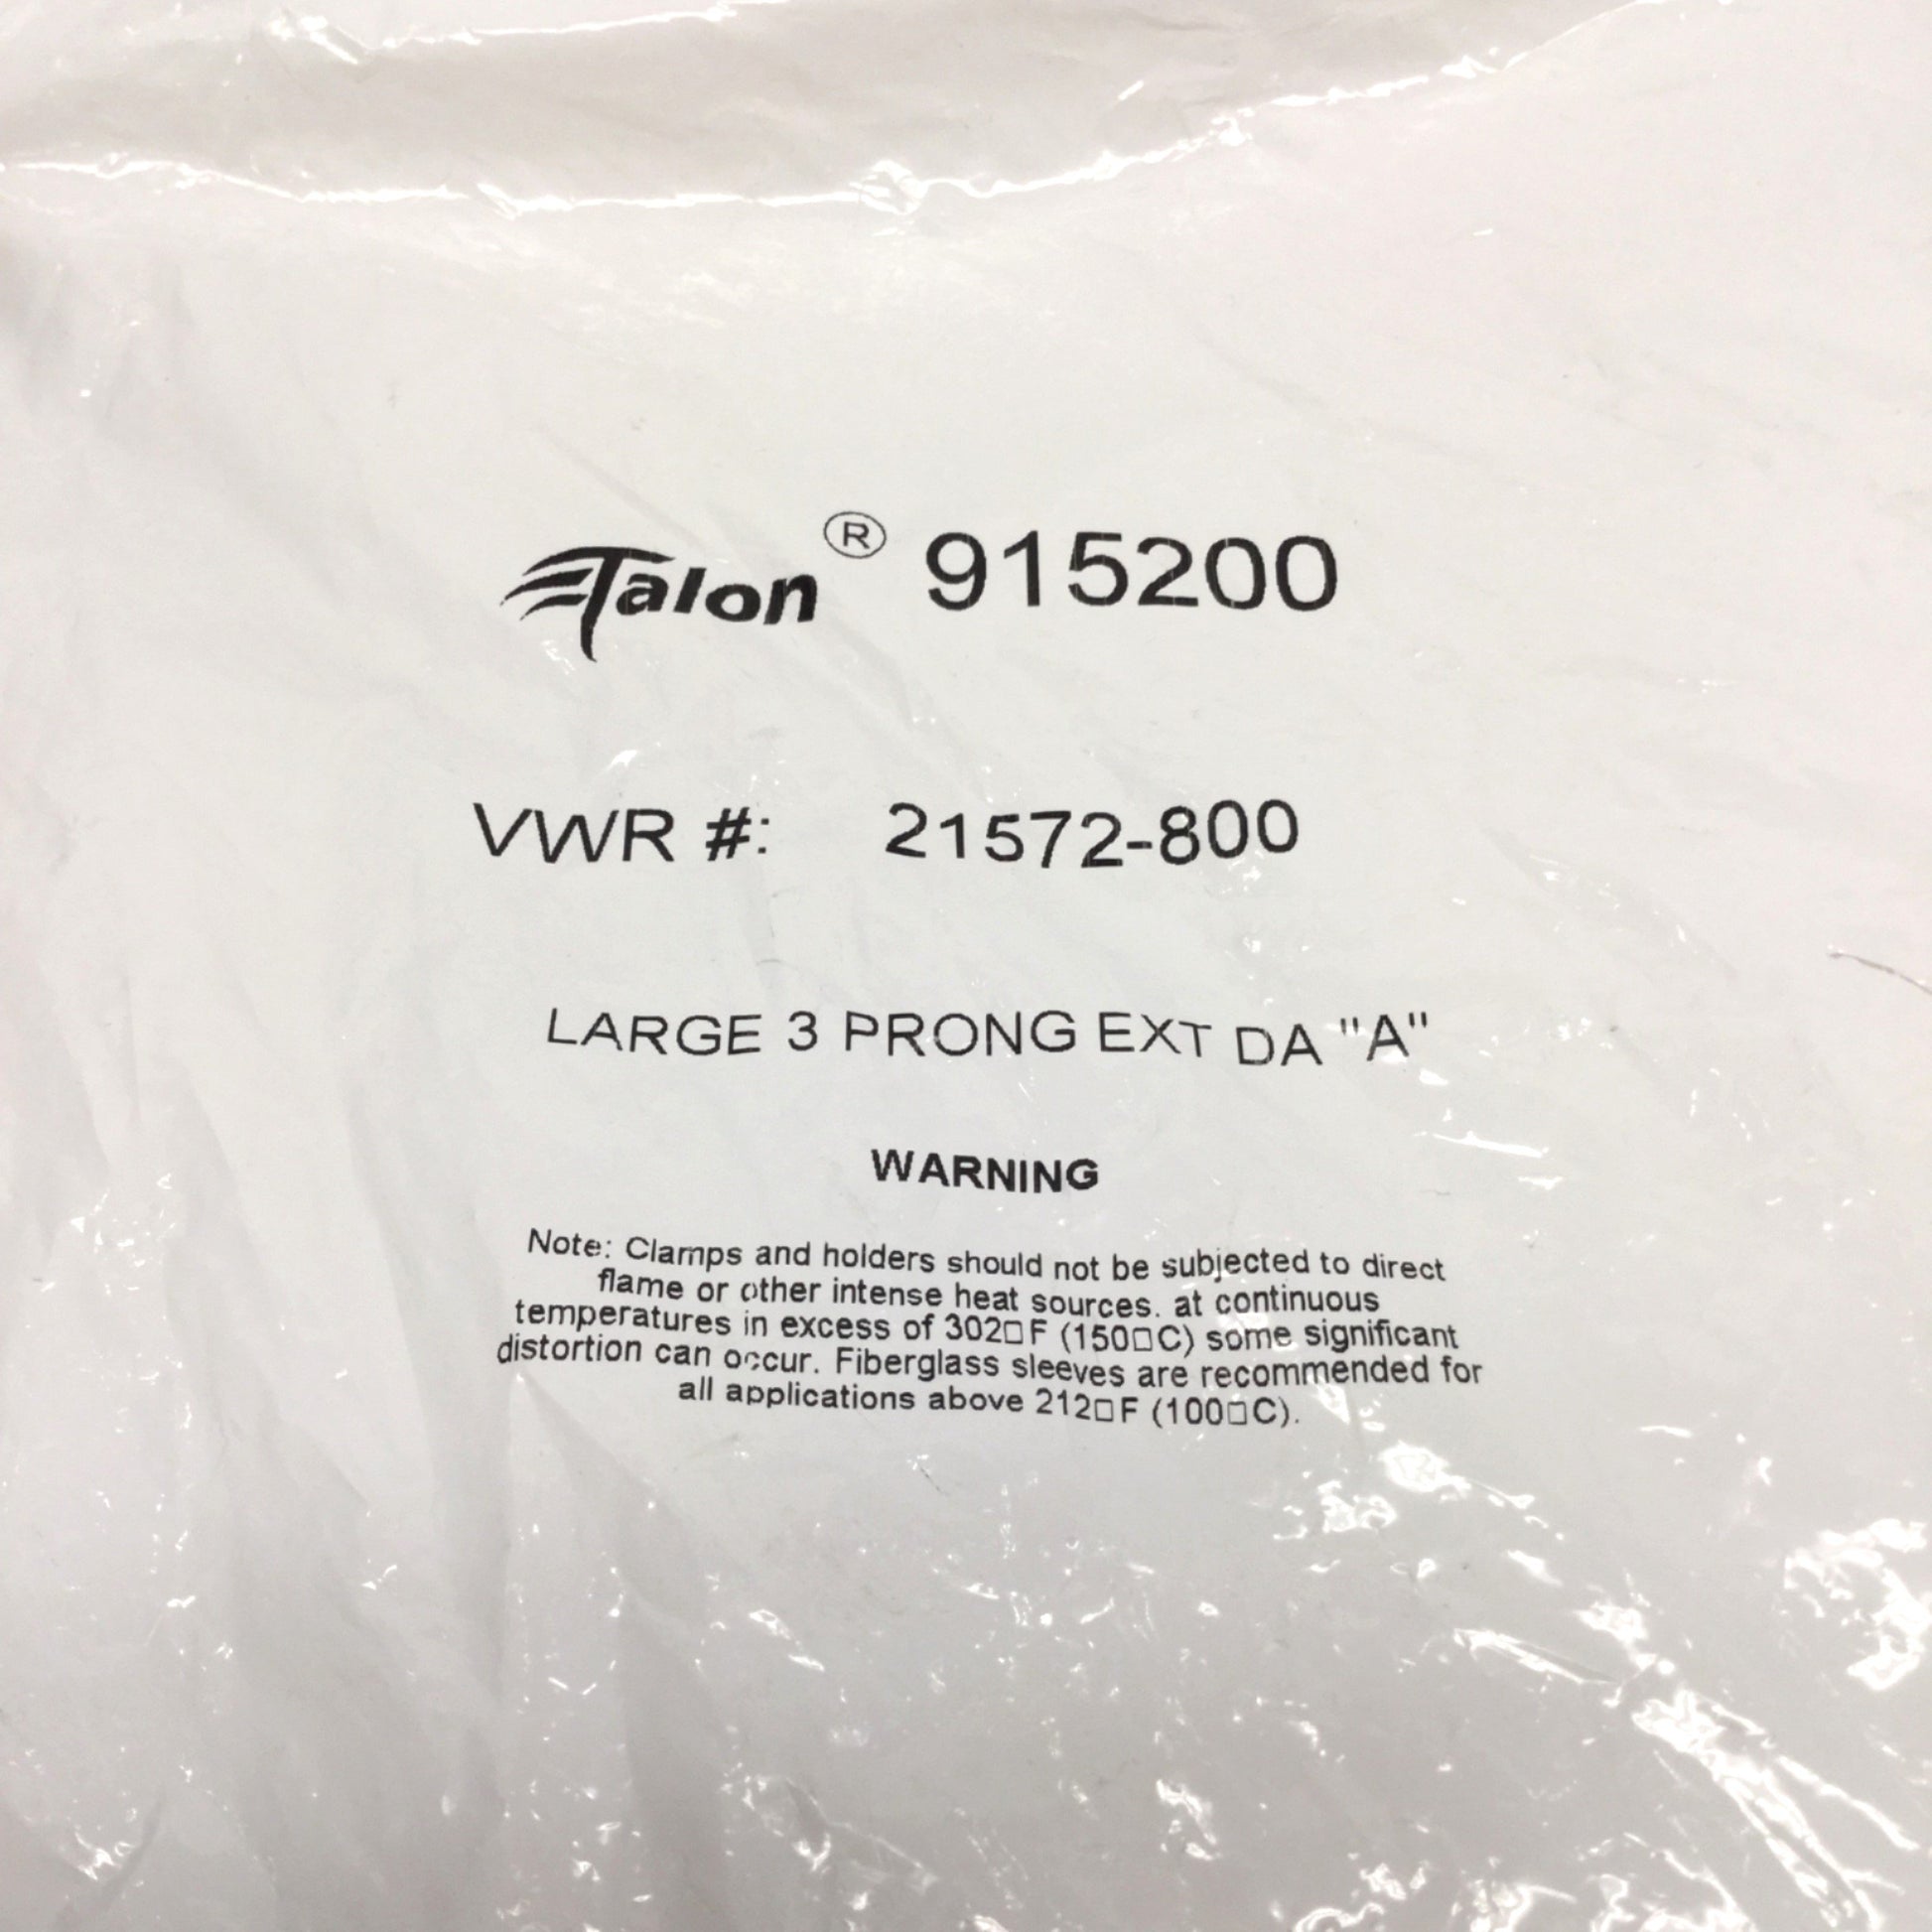 Talon® 915200
VWR #: 21572-800
LARGE 3 PRONG EXT DA "A"
WARNING
Note: Clamps and holders should not be subjected to direct
flame or other intense heat sources. at continuous
temperatures in excess of 302□F (150□C) some significant
distortion can occur. Fiberglass sleeves are recommended for
all applications above 212□F (100□C).